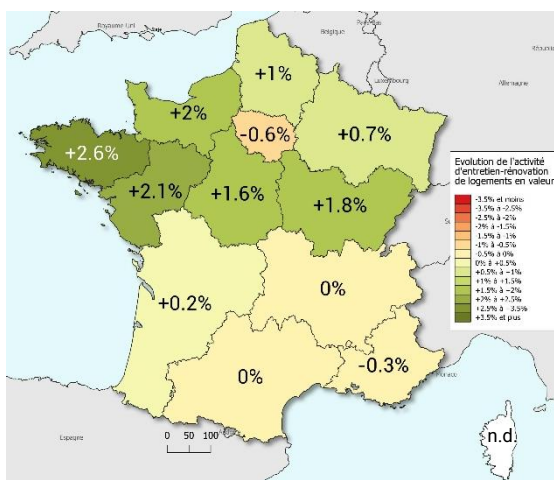 Royaume Uni
Pays-Bas
Belgique
Luxembourg
Allemagne
+1%
+2%
-0.6%
+0.7%
+2.6%
+2.1%
+1.6%
+1.8%
+0.2%
0%
0%
-0.3%
Monaco
Espagne
n.d.
0 50 100
Evolution de l'activité
d'entretien-rénovation
de logements en valeur
-3.5% et moins
-3.5% à -2.5%
-2.5% à -2%
-2% à -1.5%
-1.5% à -1%
-1% à -0.5%
-0.5% à 0%
0% à +0.5%
+0.5% à +1%
+1% à +1.5%
+1.5% à +2%
+2% à +2.5%
+2.5% à +3.5%
+3.5% et plus